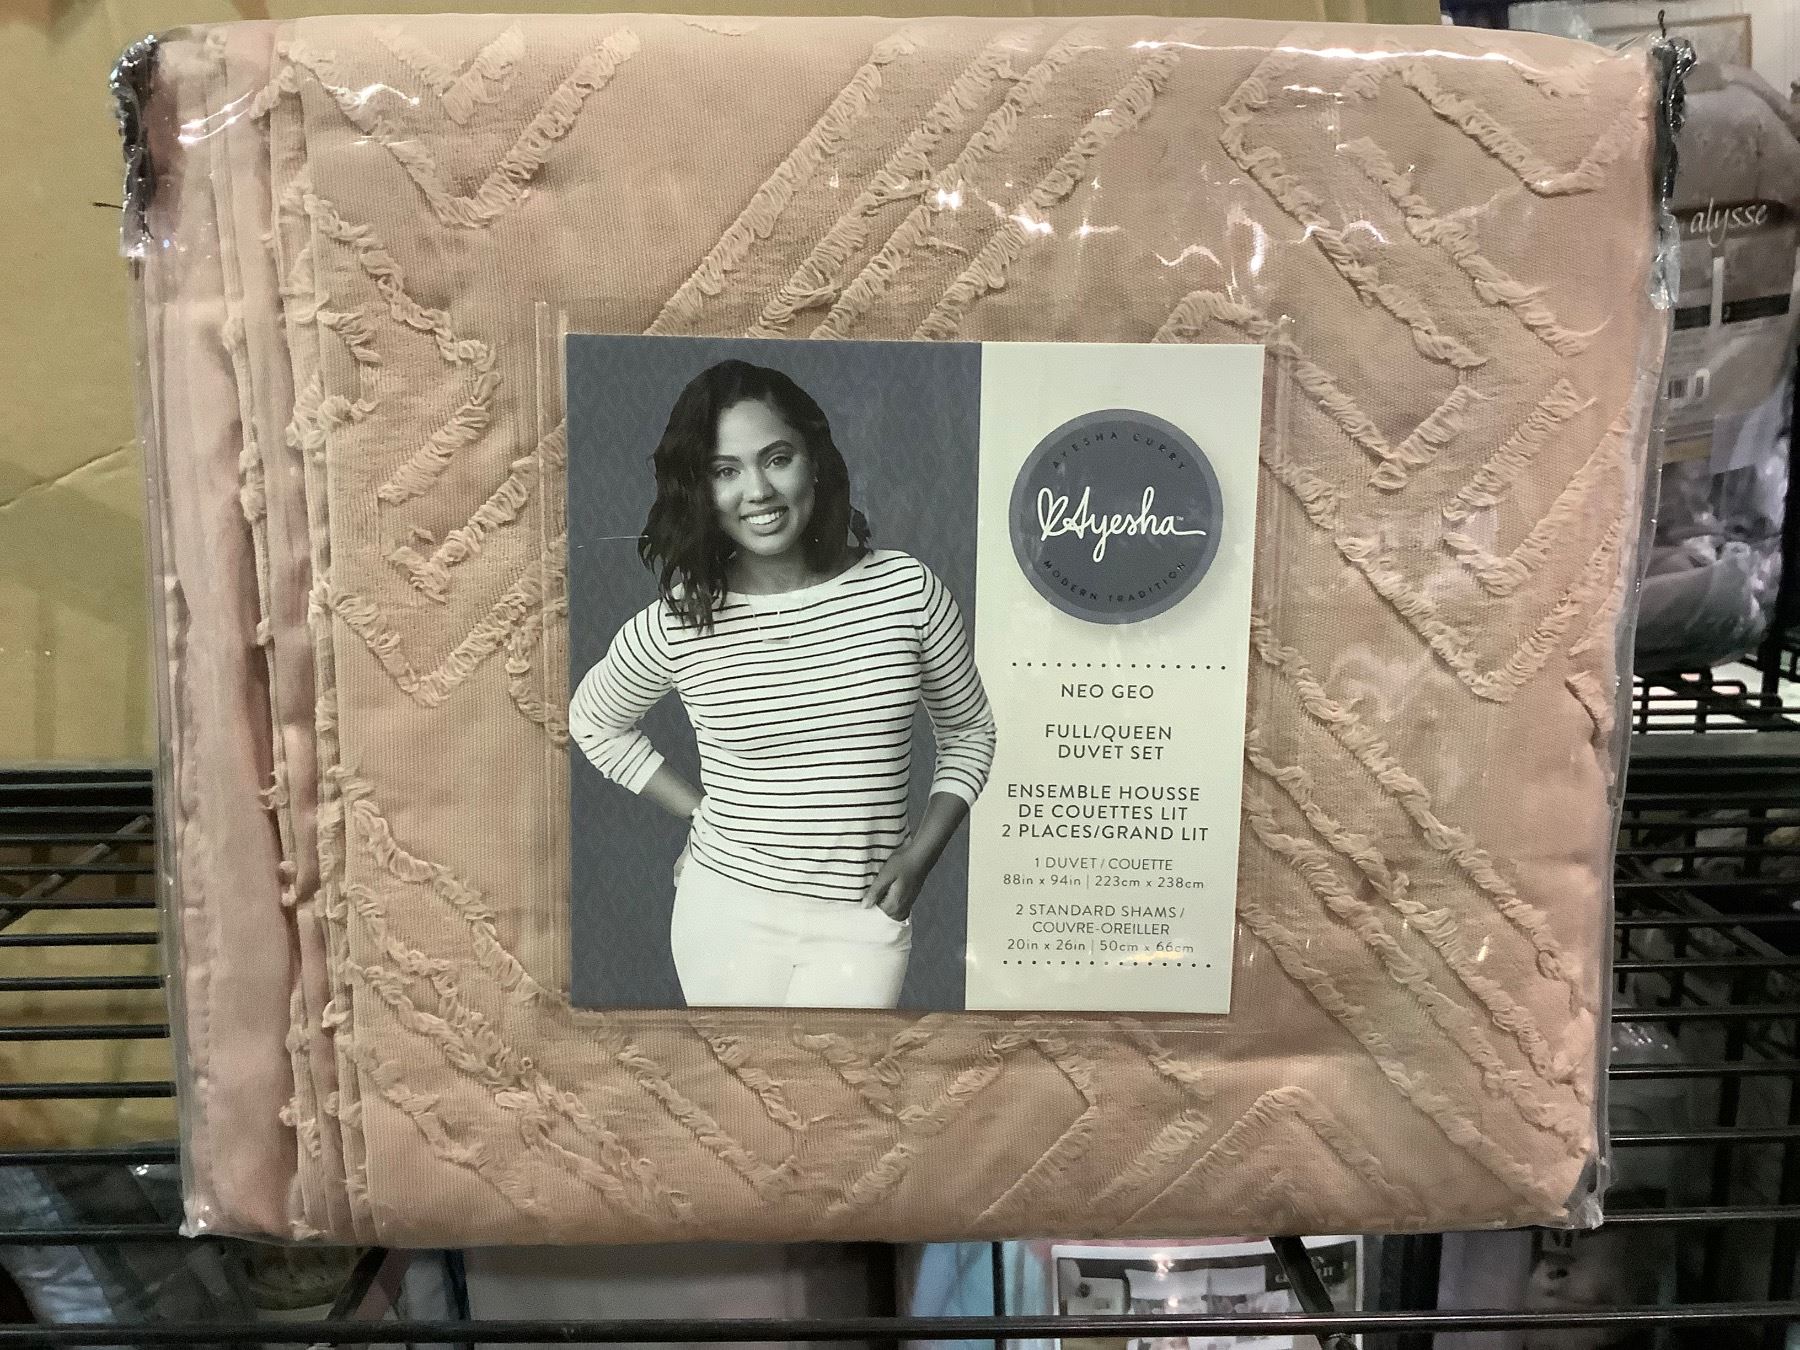 alysse
AYESHA CURRY
Ayesha™
MODERN TRADITION
NEO GEO
FULL/QUEEN
DUVET SET
ENSEMBLE HOUSSE
DE COUETTES LIT
2 PLACES/GRAND LIT
1 DUVET / COUETTE
88in x 94in | 223cm x 238cm
2 STANDARD SHAMS /
COUVRE-OREILLER
20in x 26in | 50cm x 66cm